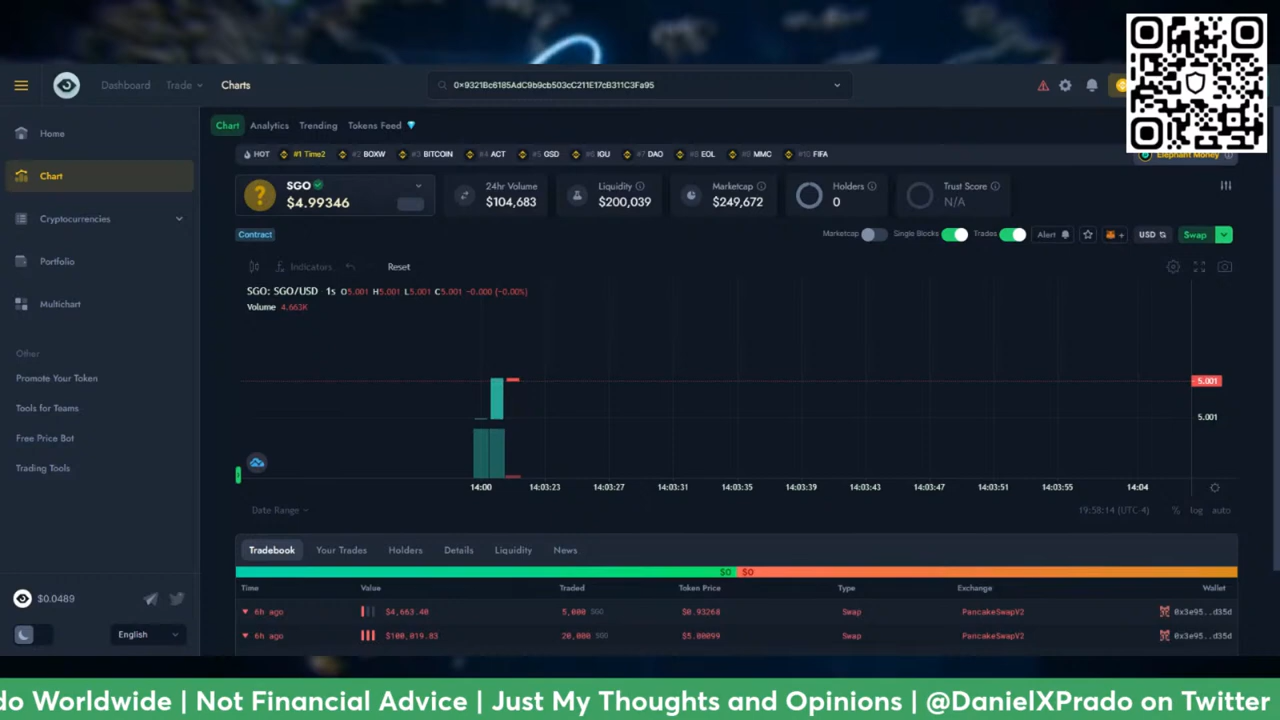 Dashboard Trade Charts
0x9321Bc6185AdC9b9cb503cC211E17cB311C3Fa95
Home
Chart
Cryptocurrencies
Portfolio
Multichart
Other
Promote Your Token
Tools for Teams
Free Price Bot
Trading Tools
$0.0489
English
Chart Analytics Trending Tokens Feed
HOT #1 Time2 #2 BOXW #3 BITCOIN #4 ACT #5 GSD #6 IGU #7 DAO #8 EOL #9 MMC #10 FIFA
Elephant Money
SGO
$4.99346
24hr Volume
$104,683
Liquidity
$200,039
Marketcap
$249,672
Holders
0
Trust Score
N/A
Contract
Marketcap Single Blocks Trades Alert USD Swap
Indicators Reset
SGO: SGO/USD 1s O5.001 H5.001 L5.001 C5.001 -0.000 (-0.00%)
Volume 4.663K
5.001
5.001
14:00 14:03:23 14:03:27 14:03:31 14:03:35 14:03:39 14:03:43 14:03:47 14:03:51 14:03:55 14:04
Date Range 19:58:14 (UTC-4) % log auto
Tradebook Your Trades Holders Details Liquidity News
$0 $0
Time Value Traded Token Price Type Exchange Wallet
6h ago $4,663.40 5,000 SGO $0.93268 Swap PancakeSwapV2 0x3e95..d35d
6h ago $100,019.83 20,000 SGO $5.00099 Swap PancakeSwapV2 0x3e95..d35d
do Worldwide | Not Financial Advice | Just My Thoughts and Opinions | @DanielXPrado on Twitter